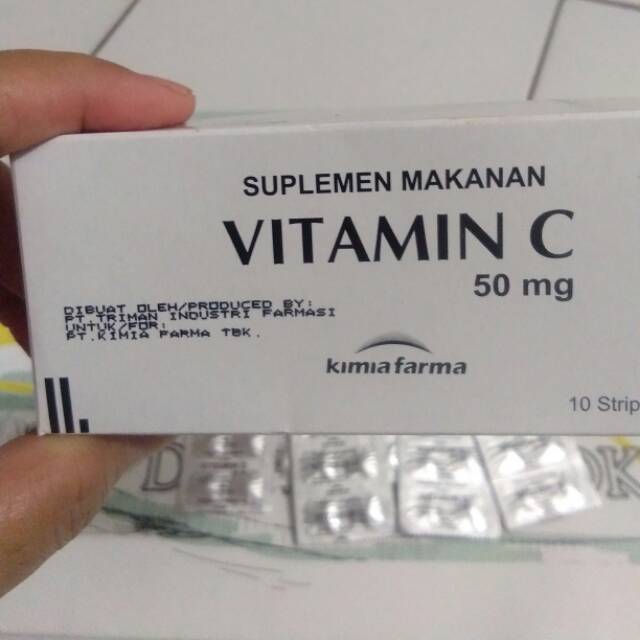 SUPLEMEN MAKANAN
VITAMIN C
50 mg
DIBUAT OLEH/PRODUCED BY:
PT.TRIMAN INDUSTRI FARMASI
UNTUK/FOR:
PT.KIMIA FARMA TBK.
kimia farma
10 Strip